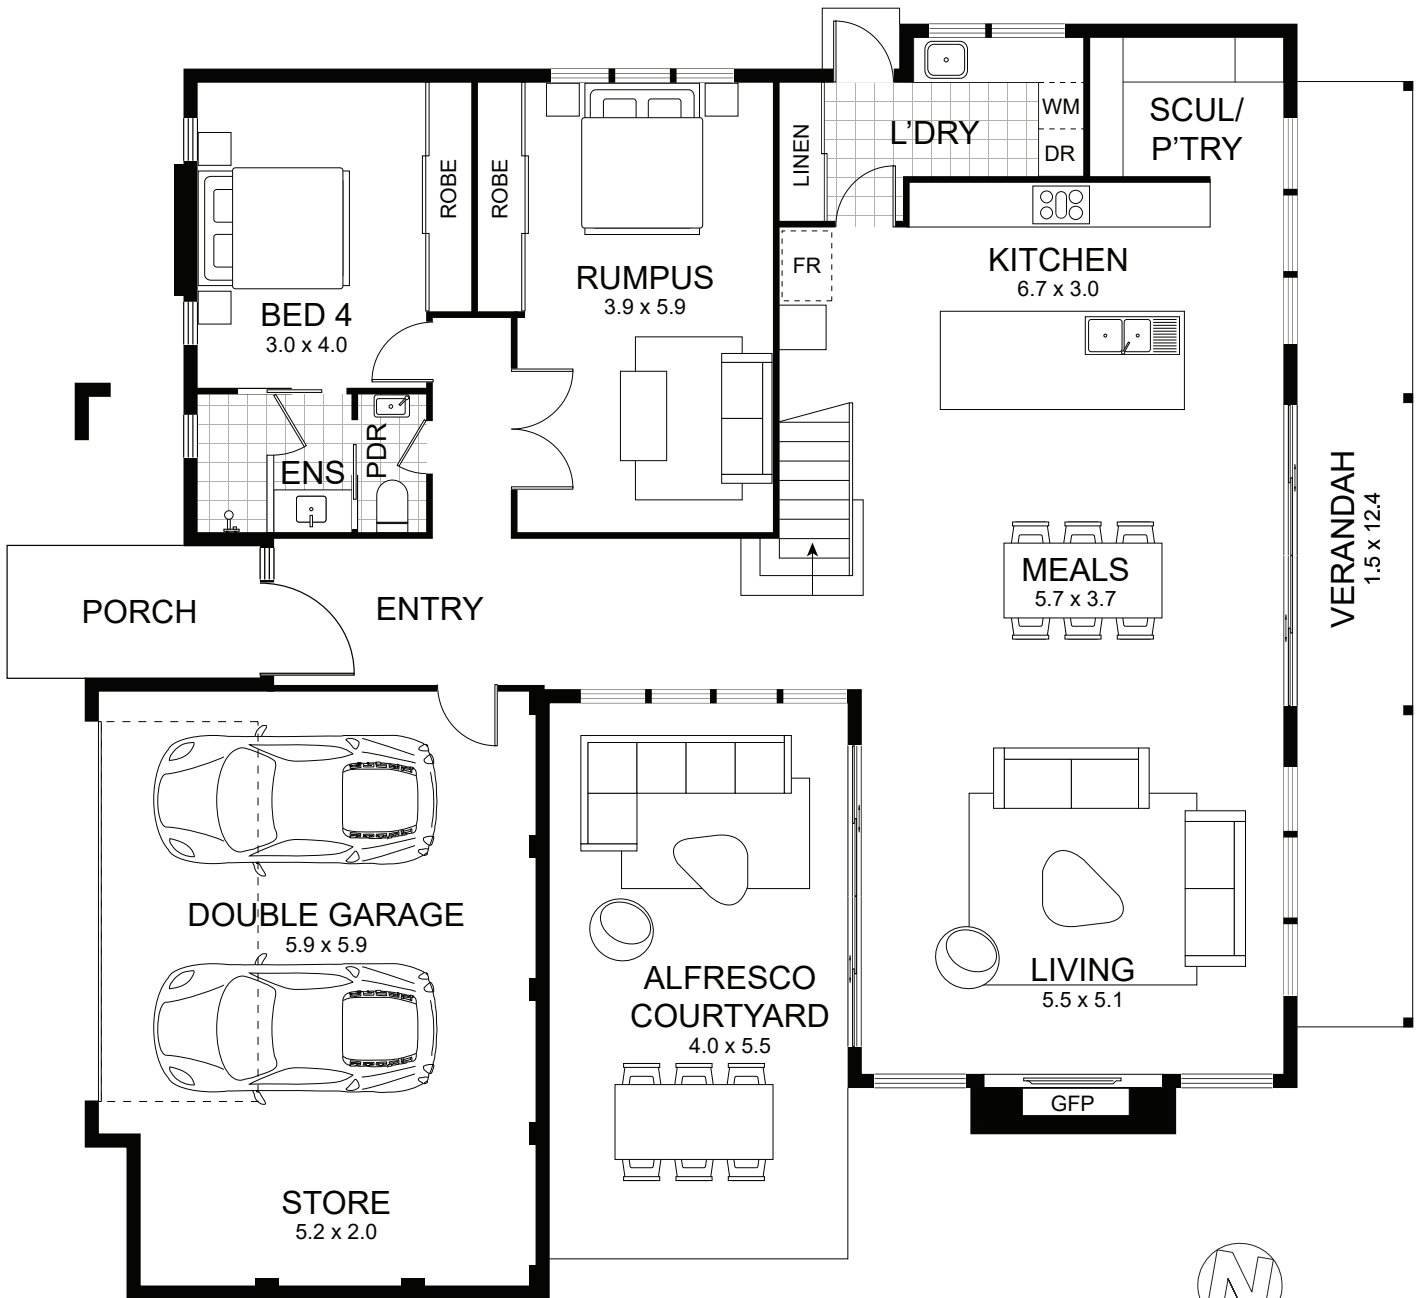 SCUL/
P'TRY
WM
L'DRY
DR
LINEN
ROBE
ROBE
KITCHEN
6.7 x 3.0
FR
RUMPUS
3.9 x 5.9
BED 4
3.0 x 4.0
PDR
ENS
VERANDAH
1.5 x 12.4
MEALS
5.7 x 3.7
PORCH
ENTRY
DOUBLE GARAGE
5.9 x 5.9
ALFRESCO
COURTYARD
4.0 x 5.5
LIVING
5.5 x 5.1
GFP
STORE
5.2 x 2.0
N